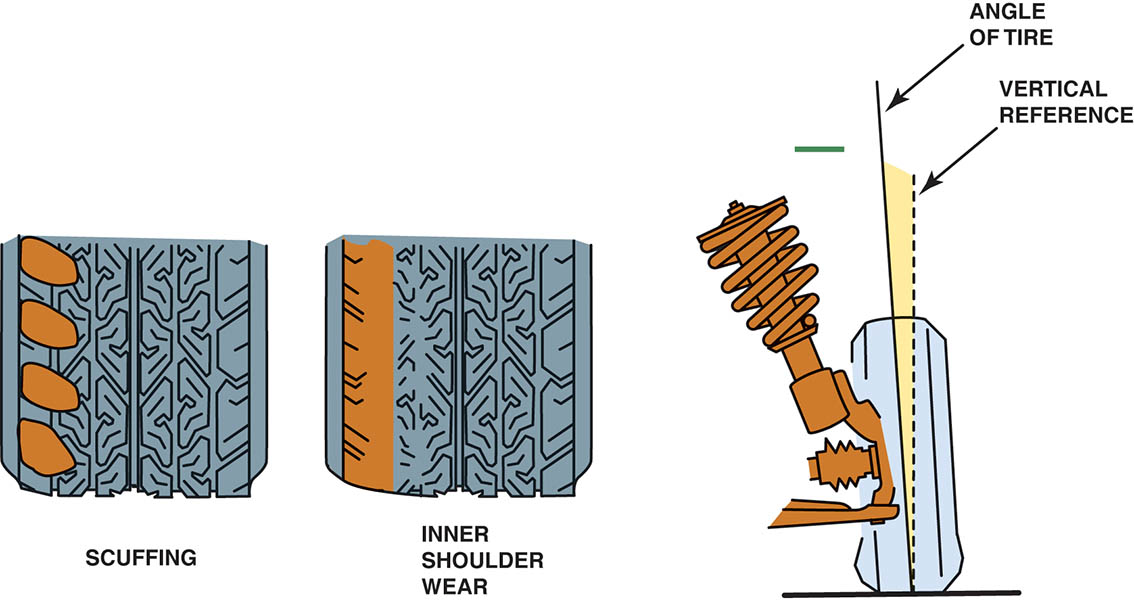 ANGLE
OF TIRE
VERTICAL
REFERENCE
SCUFFING
INNER
SHOULDER
WEAR